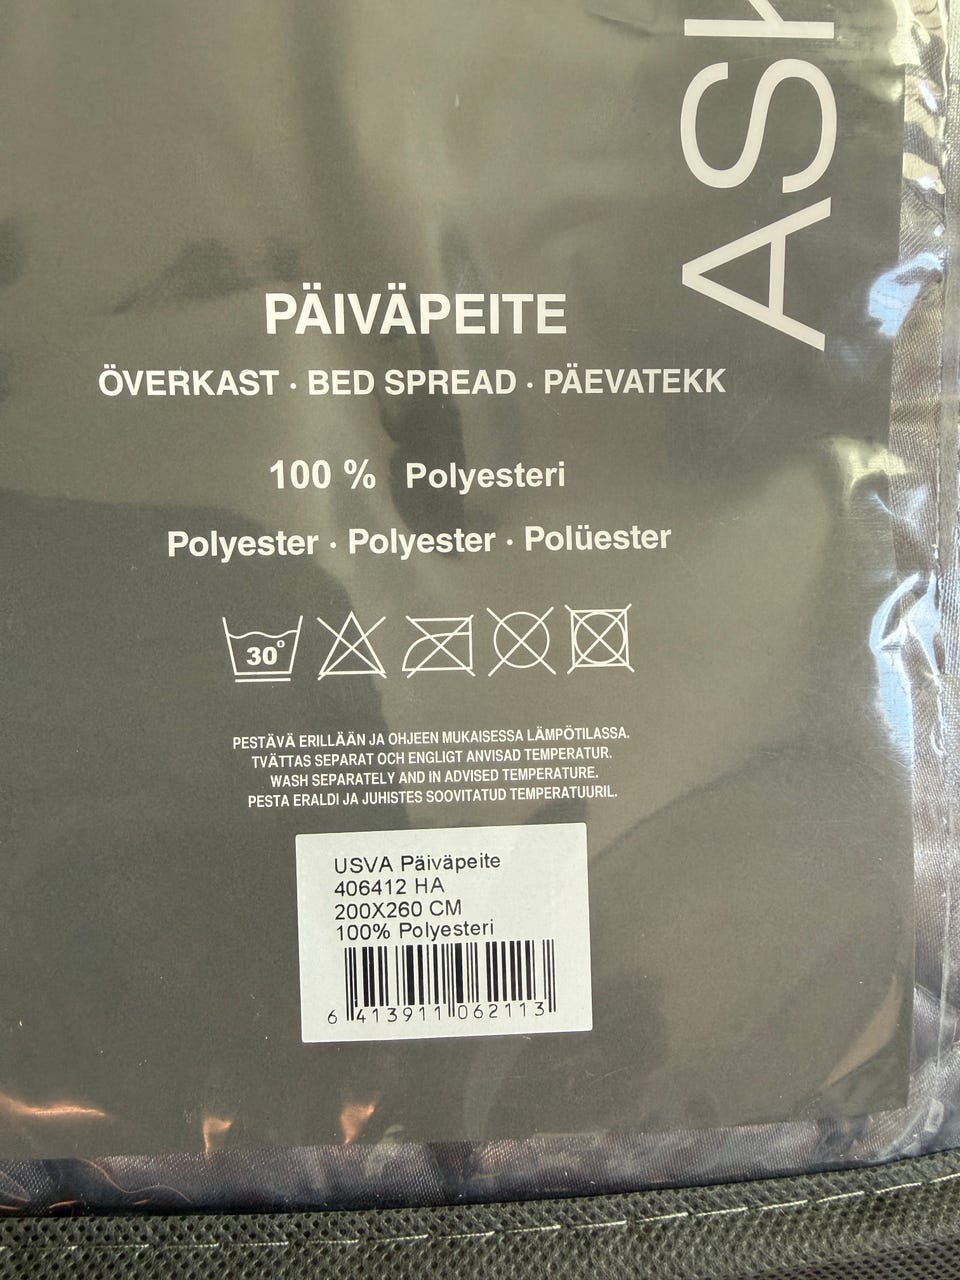 PÄIVÄPEITE
ÖVERKAST · BED SPREAD · PÄEVATEKK
100 % Polyesteri
Polyester · Polyester · Polüester
30°
PESTÄVÄ ERILLÄÄN JA OHJEEN MUKAISESSA LÄMPÖTILASSA.
TVÄTTAS SEPARAT OCH ENGLIGT ANVISAD TEMPERATUR.
WASH SEPARATELY AND IN ADVISED TEMPERATURE.
PESTA ERALDI JA JUHISTES SOOVITATUD TEMPERATUURIL.
USVA Päiväpeite
406412 HA
200X260 CM
100% Polyesteri
6 413911 062113